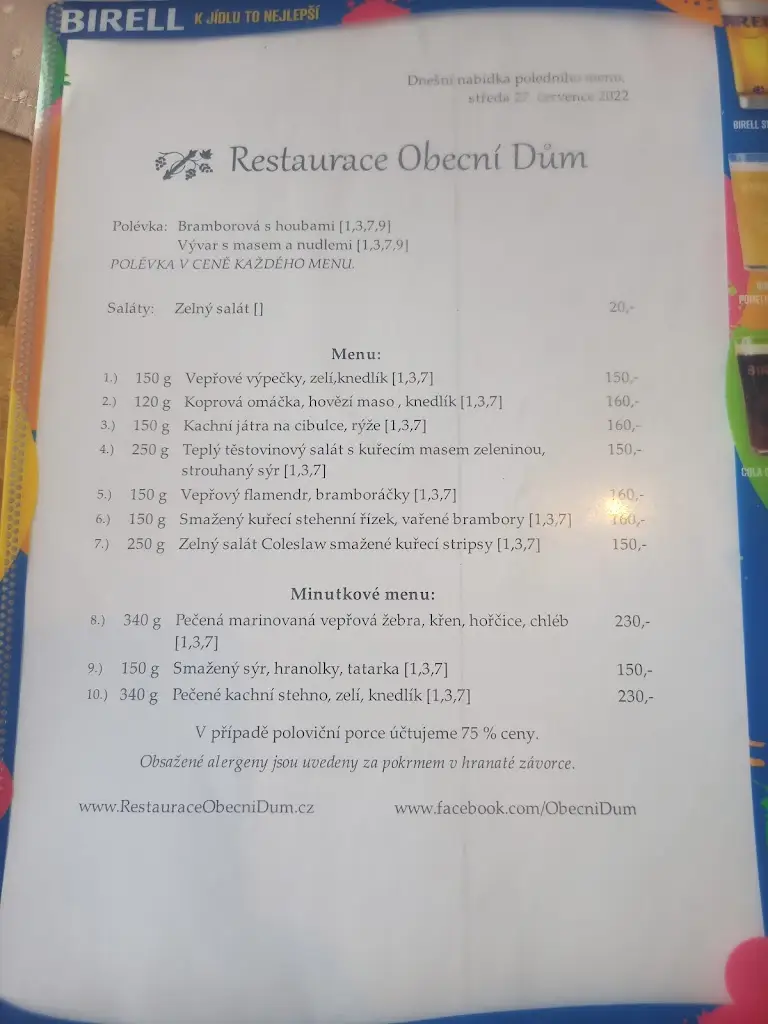 BIRELL K JÍDLU TO NEJLEPŠÍ
Dnešní nabídka poledního menu,
středa 27. července 2022
Restaurace Obecní Dům
Polévka: Bramborová s houbami [1,3,7,9]
Vývar s masem a nudlemi [1,3,7,9]
POLÉVKA V CENĚ KAŽDÉHO MENU.
Saláty: Zelný salát [] 20,-
Menu:
1.) 150 g Vepřové výpečky, zelí,knedlík [1,3,7] 150,-
2.) 120 g Koprová omáčka, hovězí maso , knedlík [1,3,7] 160,-
3.) 150 g Kachní játra na cibulce, rýže [1,3,7] 160,-
4.) 250 g Teplý těstovinový salát s kuřecím masem zeleninou, 150,-
strouhaný sýr [1,3,7]
5.) 150 g Vepřový flamendr, bramboráčky [1,3,7] 160,-
6.) 150 g Smažený kuřecí stehenní řízek, vařené brambory [1,3,7] 160,-
7.) 250 g Zelný salát Coleslaw smažené kuřecí stripsy [1,3,7] 150,-
Minutkové menu:
8.) 340 g Pečená marinovaná vepřová žebra, křen, hořčice, chléb 230,-
[1,3,7]
9.) 150 g Smažený sýr, hranolky, tatarka [1,3,7] 150,-
10.) 340 g Pečené kachní stehno, zelí, knedlík [1,3,7] 230,-
V případě poloviční porce účtujeme 75 % ceny.
Obsažené alergeny jsou uvedeny za pokrmem v hranaté závorce.
www.RestauraceObecniDum.cz www.facebook.com/ObecniDum
BIRELL